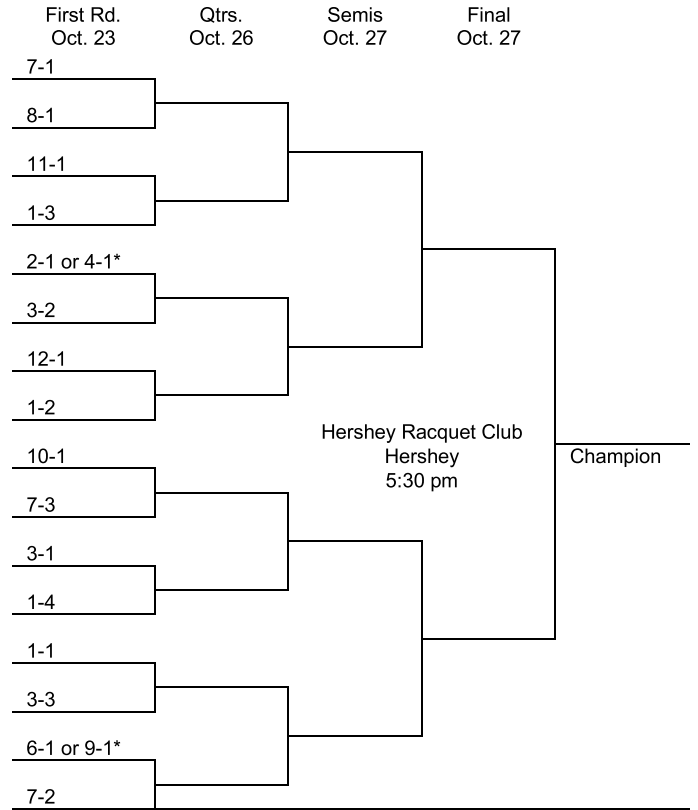 First Rd. Qtrs. Semis Final
Oct. 23 Oct. 26 Oct. 27 Oct. 27
7-1
8-1
11-1
1-3
2-1 or 4-1*
3-2
12-1
1-2
Hershey Racquet Club
Hershey
5:30 pm
Champion
10-1
7-3
3-1
1-4
1-1
3-3
6-1 or 9-1*
7-2